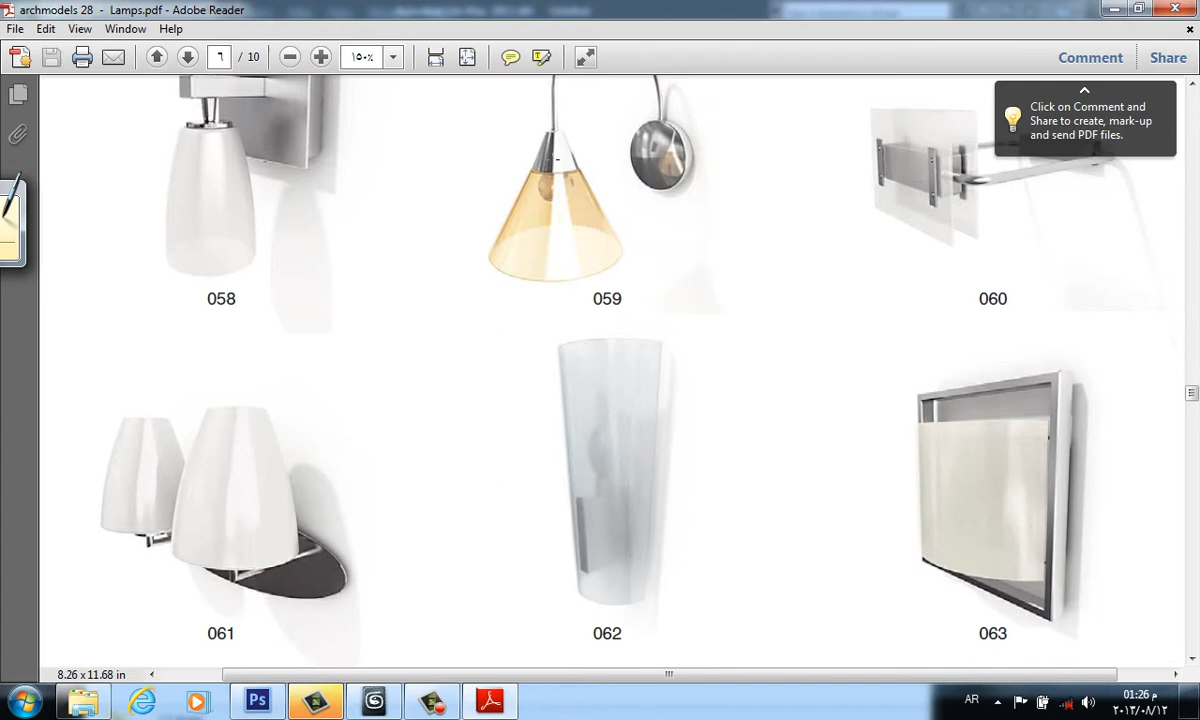 archmodels 28 - Lamps.pdf - Adobe Reader
File Edit View Window Help
٦ / 10
١٥٠٪
Comment Share
Click on Comment and
Share to create, mark-up
and send PDF files.
058 059 060
061 062 063
8.26 x 11.68 in
Ps
AR
01:26 م
٢٠١٣/٠٨/١٢